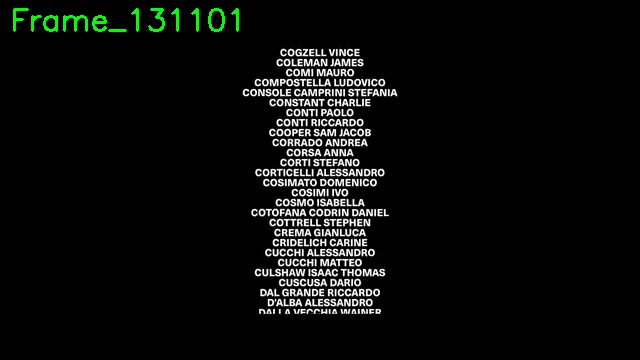 Frame_131101
COGZELL VINCE
COLEMAN JAMES
COMI MAURO
COMPOSTELLA LUDOVICO
CONSOLE CAMPRINI STEFANIA
CONSTANT CHARLIE
CONTI PAOLO
CONTI RICCARDO
COOPER SAM JACOB
CORRADO ANDREA
CORSA ANNA
CORTI STEFANO
CORTICELLI ALESSANDRO
COSIMATO DOMENICO
COSIMI IVO
COSMO ISABELLA
COTOFANA CODRIN DANIEL
COTTRELL STEPHEN
CREMA GIANLUCA
CRIDELICH CARINE
CUCCHI ALESSANDRO
CUCCHI MATTEO
CULSHAW ISAAC THOMAS
CUSCUSA DARIO
DAL GRANDE RICCARDO
D'ALBA ALESSANDRO
DALLA VECCHIA WAINER